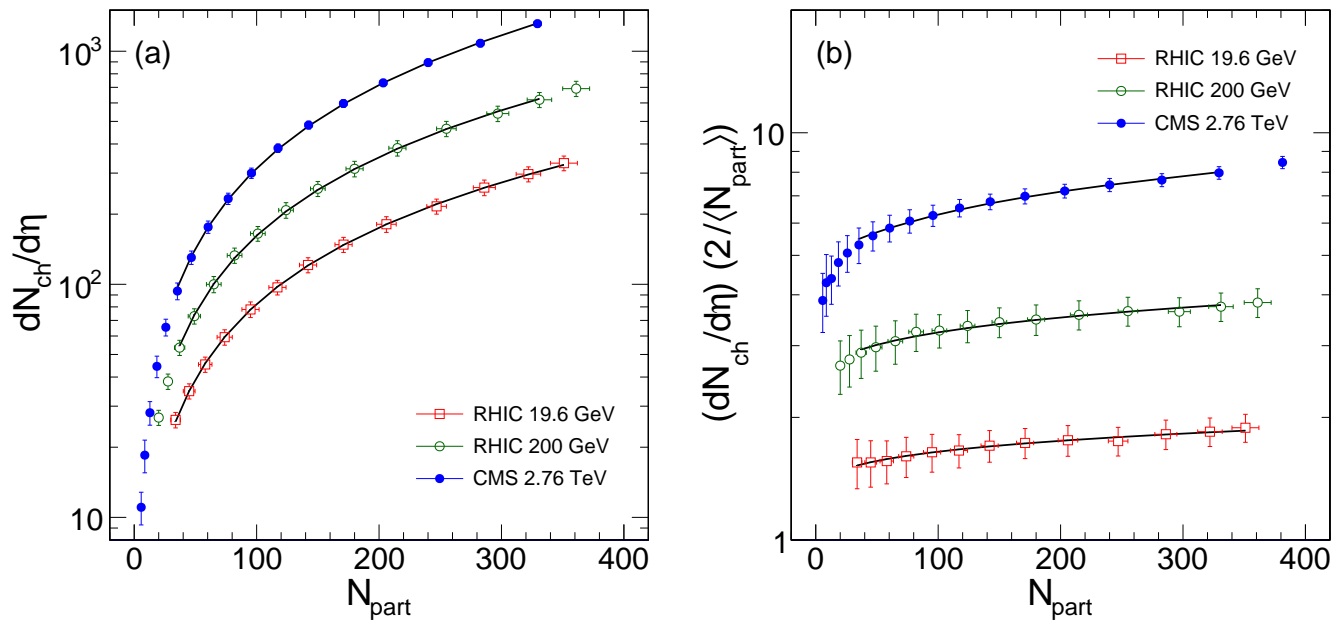 (a)
10³
10²
10
dN_ch/dη
RHIC 19.6 GeV
RHIC 200 GeV
CMS 2.76 TeV
0 100 200 300 400
N_part
(b)
RHIC 19.6 GeV
RHIC 200 GeV
CMS 2.76 TeV
10
1
(dN_ch/dη) (2/⟨N_part⟩)
0 100 200 300 400
N_part